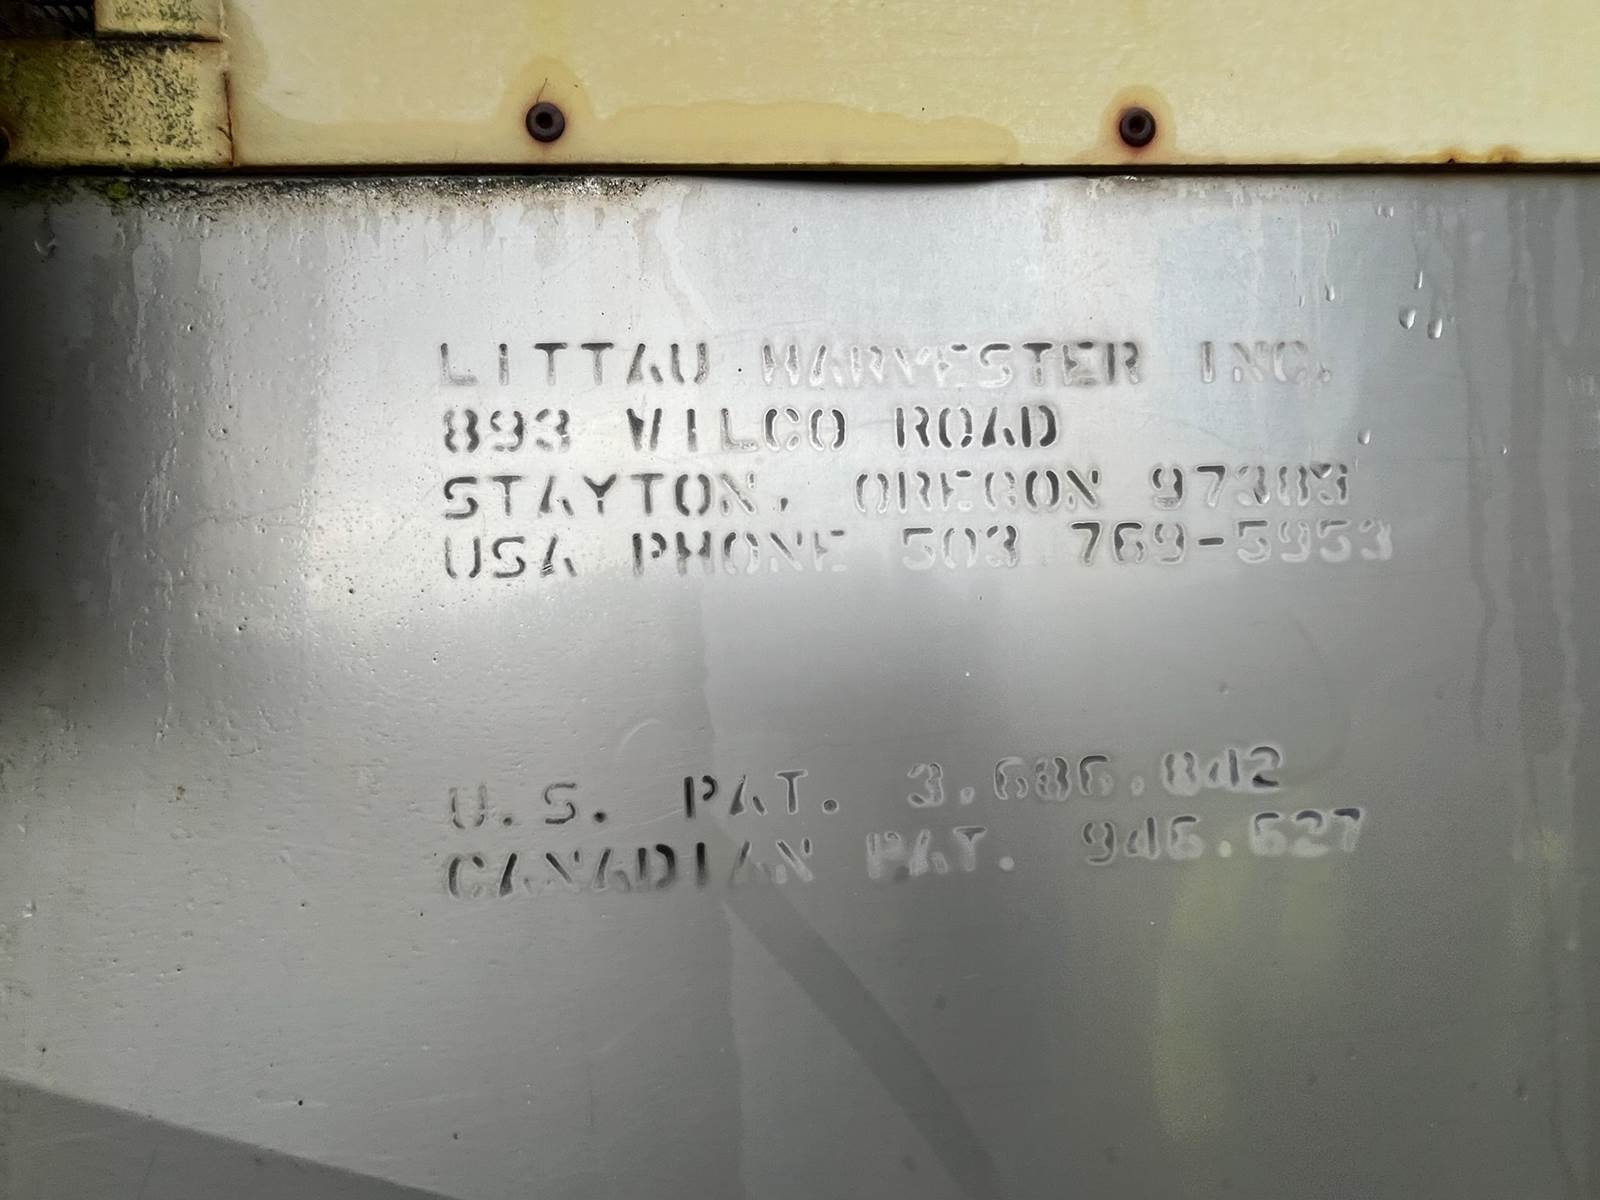 LITTAU HARVESTER INC.
893 WILCO ROAD
STAYTON, OREGON 97383
USA PHONE 503 769-5953
U.S. PAT. 3.686.842
CANADIAN PAT. 946.627